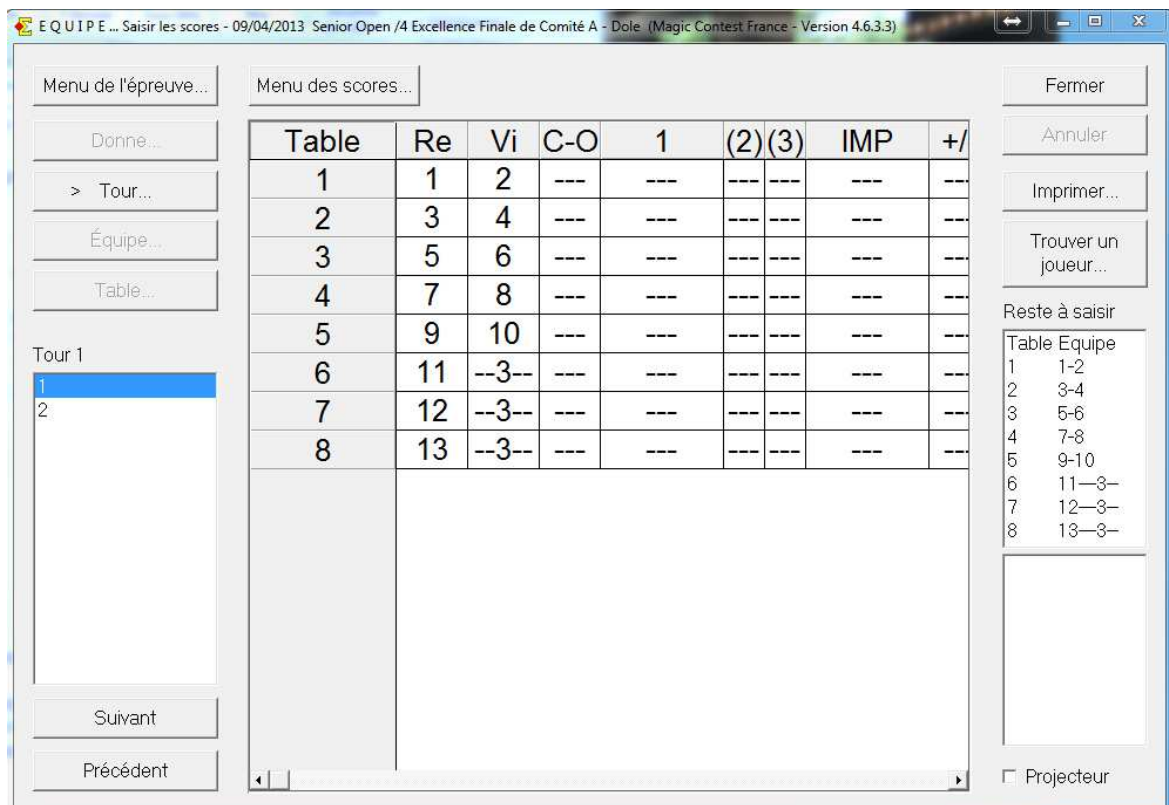 E Q U I P E ... Saisir les scores - 09/04/2013 Senior Open /4 Excellence Finale de Comité A - Dole (Magic Contest France - Version 4.6.3.3)
Menu de l'épreuve...
Donne...
> Tour...
Équipe...
Table...
Tour 1
1
2
Suivant
Précédent
Menu des scores...
Table Re Vi C-O 1 (2) (3) IMP +/
1 1 2 --- --- --- --- --- ---
2 3 4 --- --- --- --- --- ---
3 5 6 --- --- --- --- --- ---
4 7 8 --- --- --- --- --- ---
5 9 10 --- --- --- --- --- ---
6 11 --3-- --- --- --- --- --- ---
7 12 --3-- --- --- --- --- --- ---
8 13 --3-- --- --- --- --- --- ---
Fermer
Annuler
Imprimer...
Trouver un
joueur...
Reste à saisir
Table Equipe
1 1-2
2 3-4
3 5-6
4 7-8
5 9-10
6 11—3–
7 12—3–
8 13—3–
Projecteur